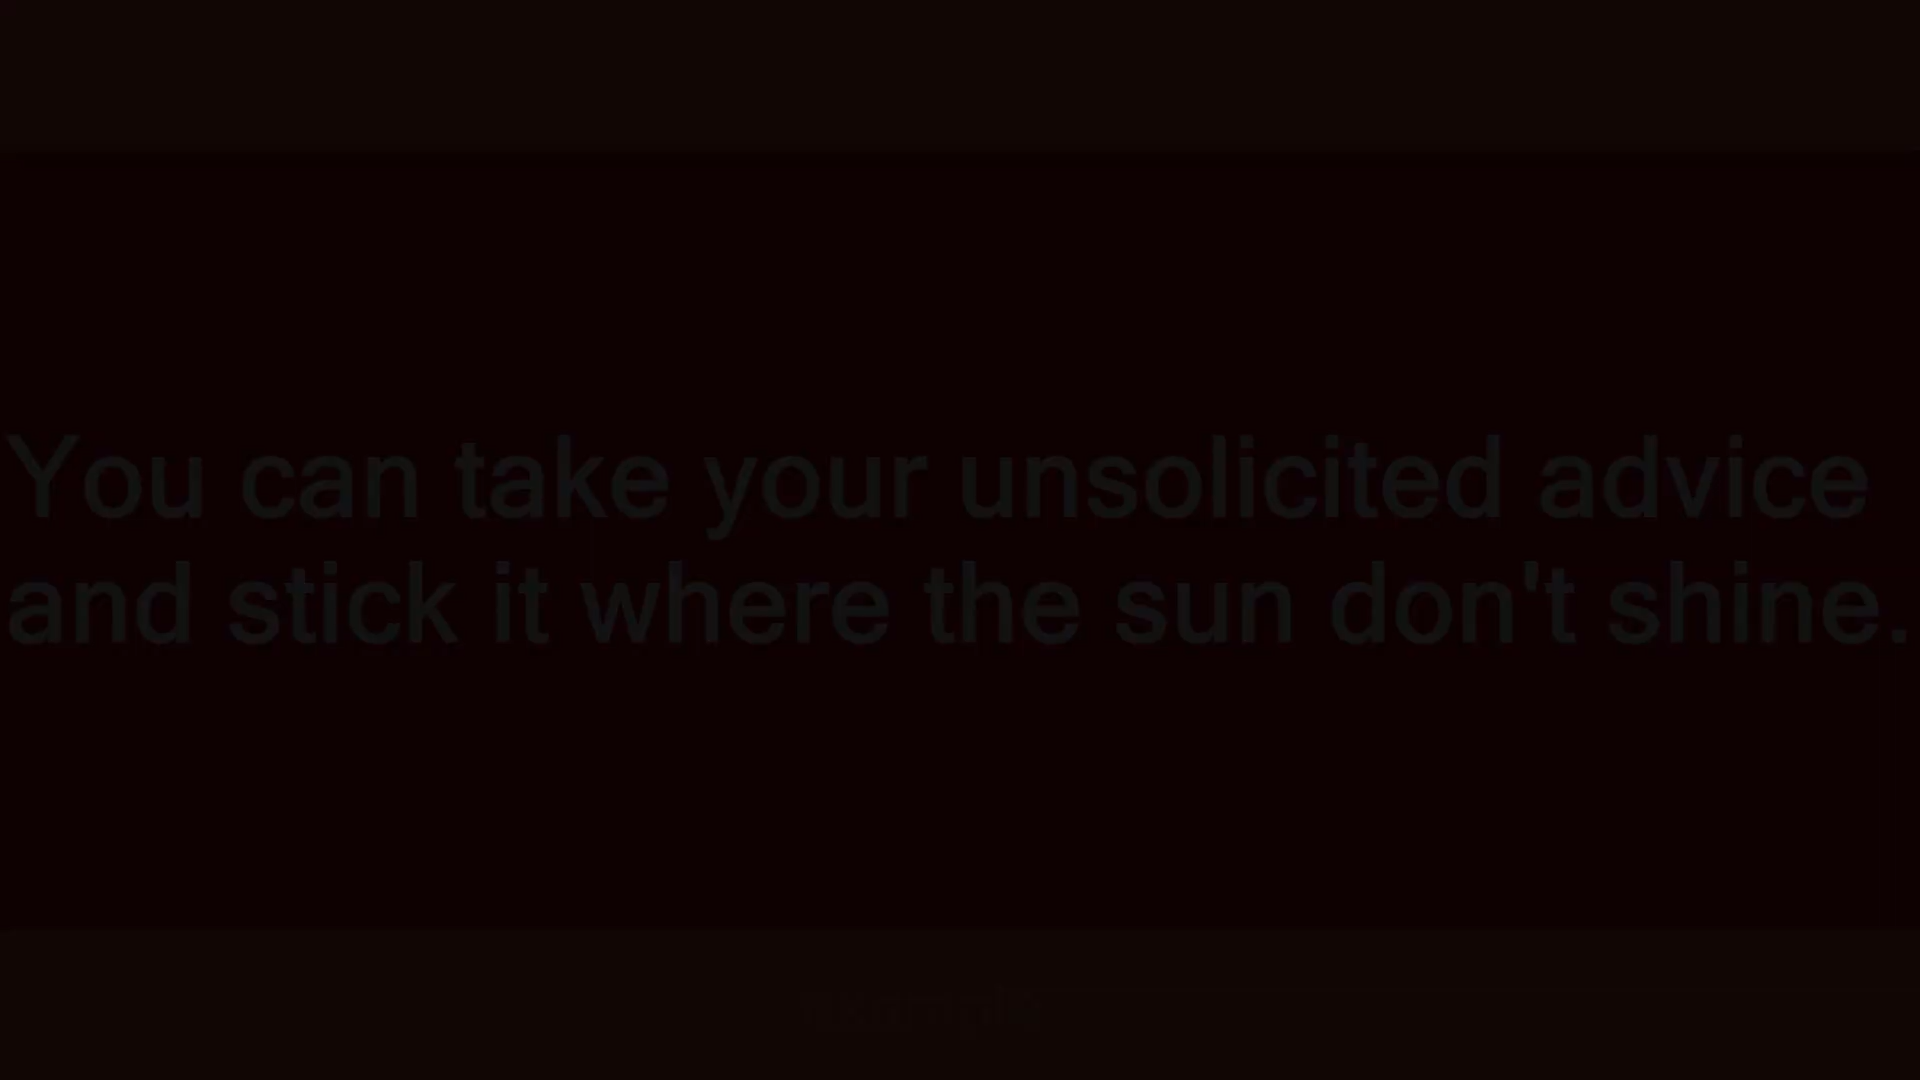 You can take your unsolicited advice
and stick it where the sun don't shine.